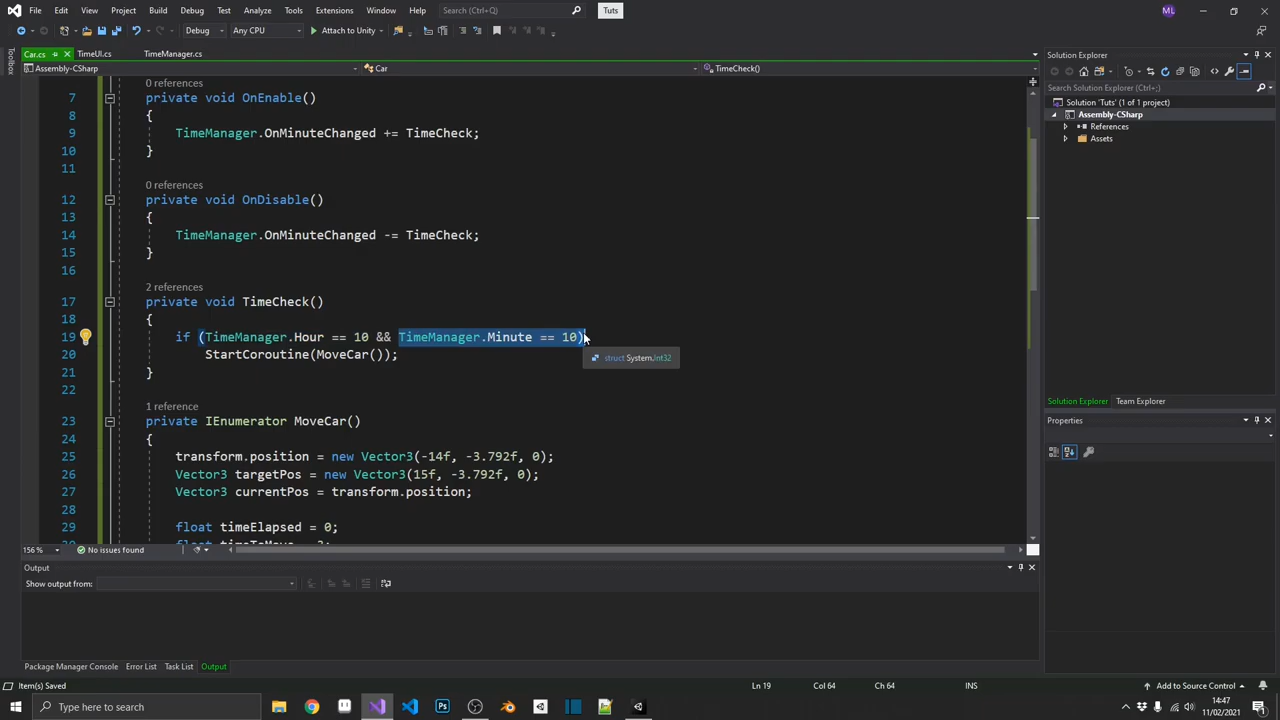 File Edit View Project Build Debug Test Analyze Tools Extensions Window Help Search (Ctrl+Q) Tuts ML
Debug Any CPU Attach to Unity
Car.cs TimeUI.cs TimeManager.cs
Toolbox
Assembly-CSharp Car TimeCheck()
0 references
7 private void OnEnable()
8 {
9 TimeManager.OnMinuteChanged += TimeCheck;
10 }
11
0 references
12 private void OnDisable()
13 {
14 TimeManager.OnMinuteChanged -= TimeCheck;
15 }
16
2 references
17 private void TimeCheck()
18 {
19 if (TimeManager.Hour == 10 && TimeManager.Minute == 10)
20 StartCoroutine(MoveCar());
21 }
22
struct System.Int32
1 reference
23 private IEnumerator MoveCar()
24 {
25 transform.position = new Vector3(-14f, -3.792f, 0);
26 Vector3 targetPos = new Vector3(15f, -3.792f, 0);
27 Vector3 currentPos = transform.position;
28
29 float timeElapsed = 0;
156 % No issues found
Solution Explorer
Search Solution Explorer (Ctrl+;)
Solution 'Tuts' (1 of 1 project)
Assembly-CSharp
References
Assets
Solution Explorer Team Explorer
Properties
Output
Show output from:
Package Manager Console Error List Task List Output
Item(s) Saved Ln 19 Col 64 Ch 64 INS Add to Source Control
Type here to search
14:47
11/02/2021